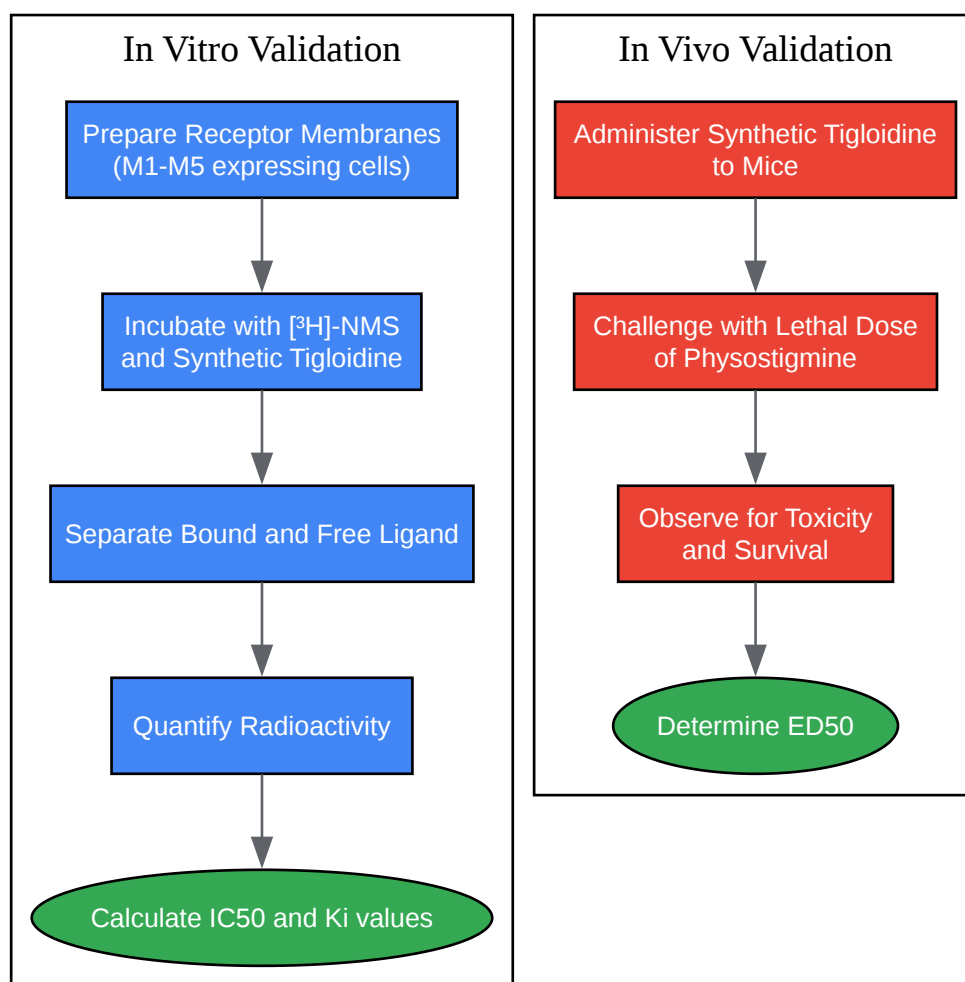 In Vitro Validation
Prepare Receptor Membranes
(M1-M5 expressing cells)
Incubate with [³H]-NMS
and Synthetic Tigloidine
Separate Bound and Free Ligand
Quantify Radioactivity
Calculate IC50 and Ki values
In Vivo Validation
Administer Synthetic Tigloidine
to Mice
Challenge with Lethal Dose
of Physostigmine
Observe for Toxicity
and Survival
Determine ED50